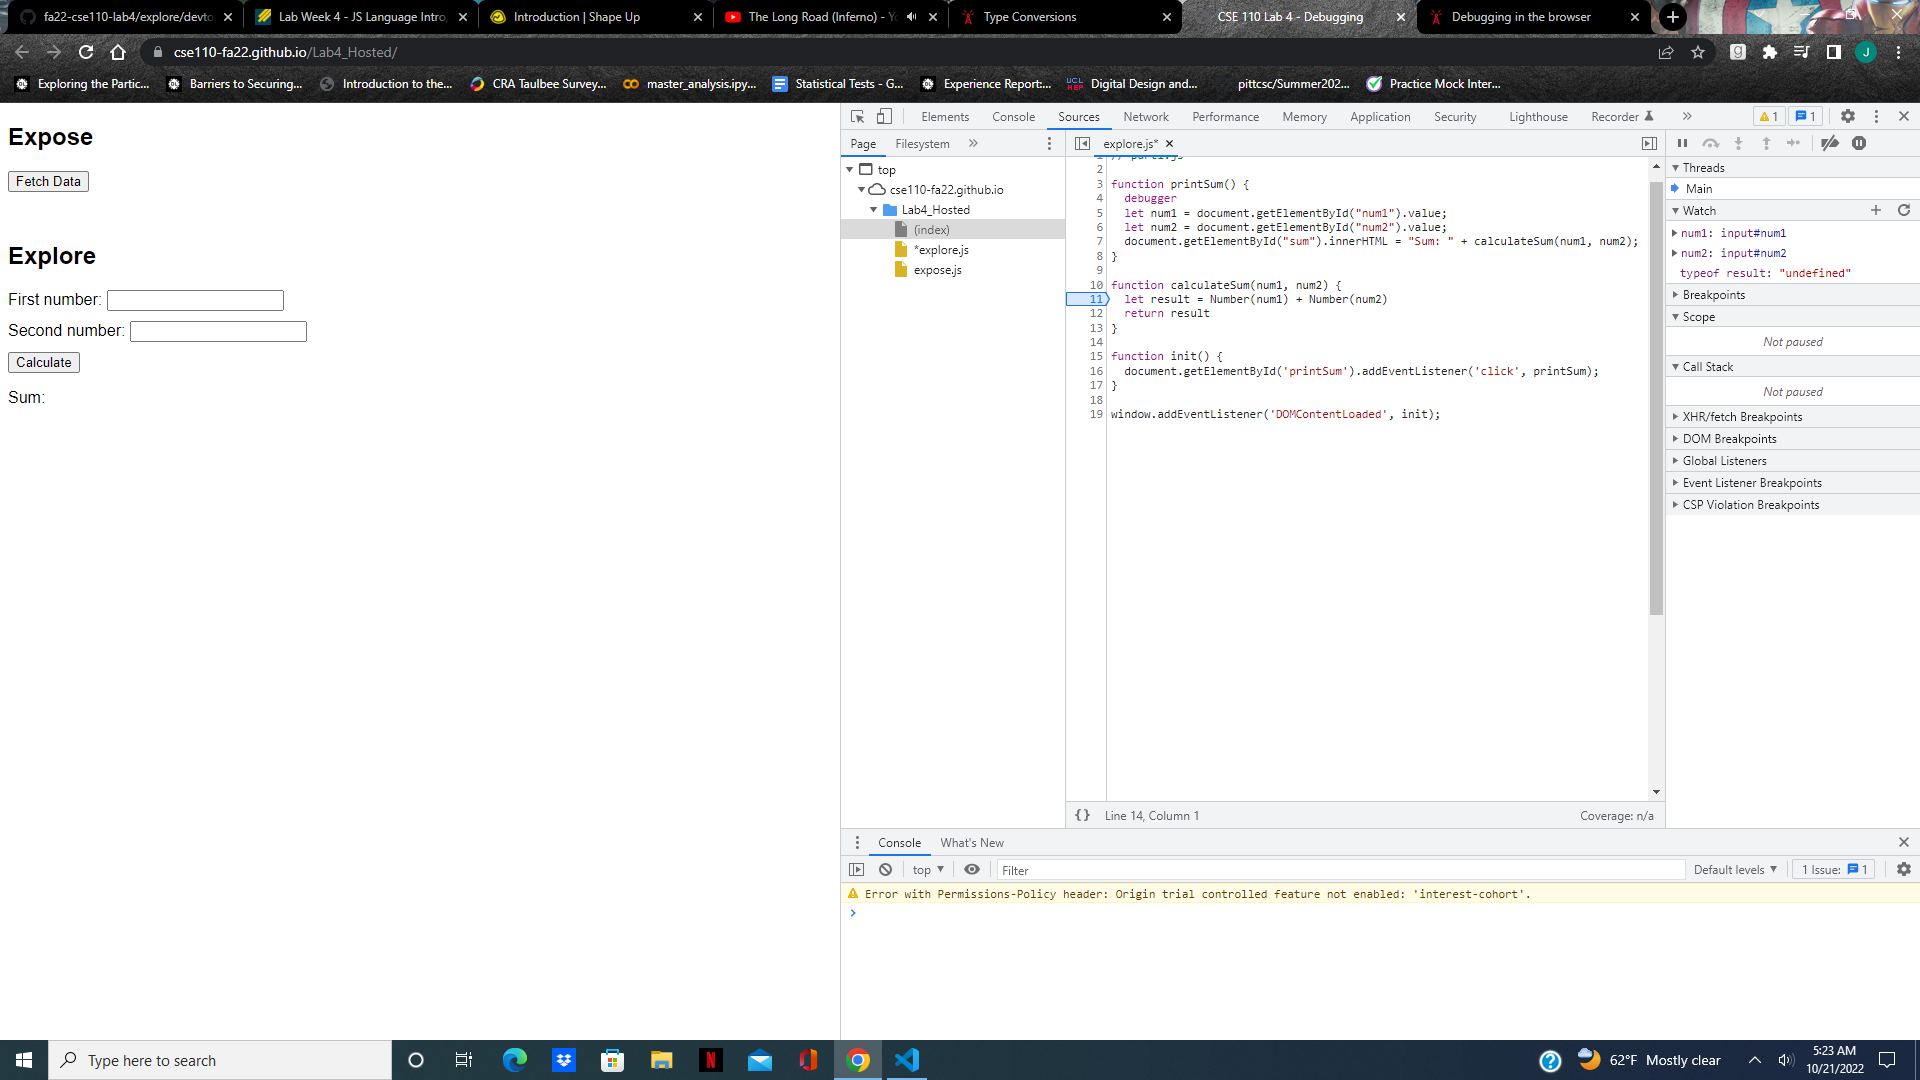 fa22-cse110-lab4/explore/devto
Lab Week 4 - JS Language Intro,
Introduction | Shape Up
The Long Road (Inferno) - Yo
Type Conversions
CSE 110 Lab 4 - Debugging
Debugging in the browser
cse110-fa22.github.io/Lab4_Hosted/
J
Exploring the Partic...
Barriers to Securing...
Introduction to the...
CRA Taulbee Survey...
master_analysis.ipy...
Statistical Tests - G...
Experience Report:...
Digital Design and...
pittcsc/Summer202...
Practice Mock Inter...
Expose
Fetch Data
Explore
First number:
Second number:
Calculate
Sum:
Elements Console Sources Network Performance Memory Application Security Lighthouse Recorder 1 1
Page Filesystem
top
cse110-fa22.github.io
Lab4_Hosted
(index)
*explore.js
expose.js
explore.js*
1 // part1.js
2
3 function printSum() {
4 debugger
5 let num1 = document.getElementById("num1").value;
6 let num2 = document.getElementById("num2").value;
7 document.getElementById("sum").innerHTML = "Sum: " + calculateSum(num1, num2);
8 }
9
10 function calculateSum(num1, num2) {
11 let result = Number(num1) + Number(num2)
12 return result
13 }
14
15 function init() {
16 document.getElementById('printSum').addEventListener('click', printSum);
17 }
18
19 window.addEventListener('DOMContentLoaded', init);
{} Line 14, Column 1 Coverage: n/a
Threads
Main
Watch
num1: input#num1
num2: input#num2
typeof result: "undefined"
Breakpoints
Scope
Not paused
Call Stack
Not paused
XHR/fetch Breakpoints
DOM Breakpoints
Global Listeners
Event Listener Breakpoints
CSP Violation Breakpoints
Console What's New
top Filter Default levels 1 Issue: 1
Error with Permissions-Policy header: Origin trial controlled feature not enabled: 'interest-cohort'.
Type here to search
62°F Mostly clear
5:23 AM
10/21/2022